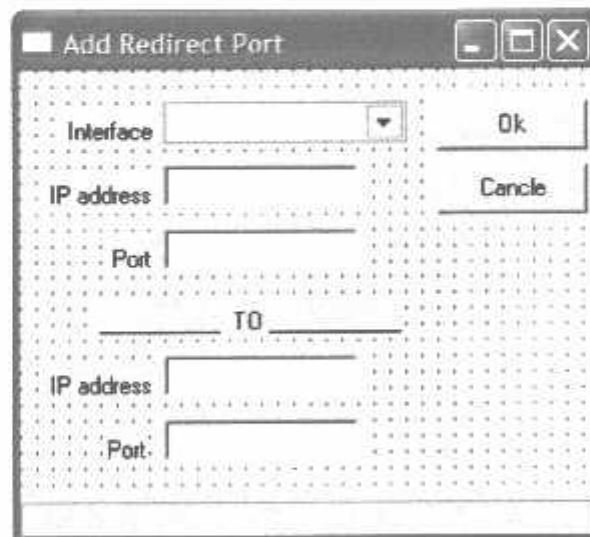 Add Redirect Port
Interface
Ok
IP address
Cancle
Port
TO
IP address
Port